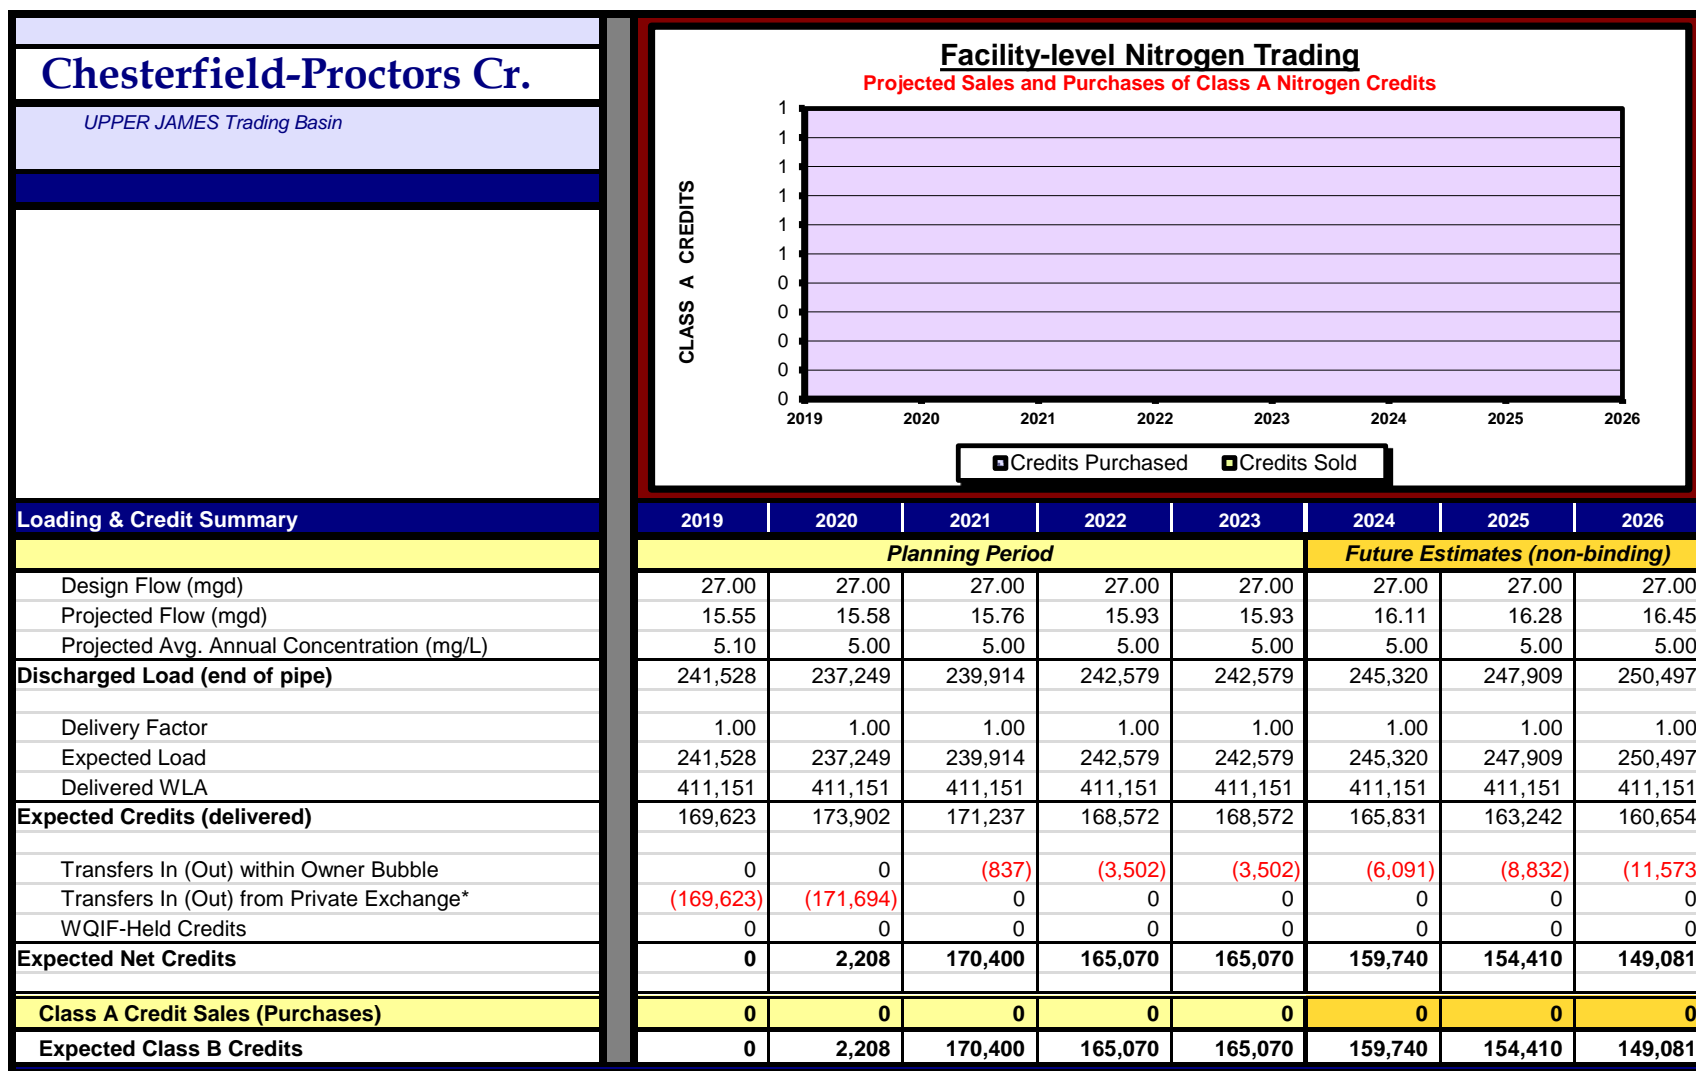 Chesterfield-Proctors Cr.
UPPER JAMES Trading Basin
Facility-level Nitrogen Trading
Projected Sales and Purchases of Class A Nitrogen Credits
CLASS A CREDITS
1
1
1
1
1
1
0
0
0
0
0
2019 2020 2021 2022 2023 2024 2025 2026
Credits Purchased Credits Sold
Loading & Credit Summary 2019 2020 2021 2022 2023 2024 2025 2026
Planning Period Future Estimates (non-binding)
Design Flow (mgd) 27.00 27.00 27.00 27.00 27.00 27.00 27.00 27.00
Projected Flow (mgd) 15.55 15.58 15.76 15.93 15.93 16.11 16.28 16.45
Projected Avg. Annual Concentration (mg/L) 5.10 5.00 5.00 5.00 5.00 5.00 5.00 5.00
Discharged Load (end of pipe) 241,528 237,249 239,914 242,579 242,579 245,320 247,909 250,497
Delivery Factor 1.00 1.00 1.00 1.00 1.00 1.00 1.00 1.00
Expected Load 241,528 237,249 239,914 242,579 242,579 245,320 247,909 250,497
Delivered WLA 411,151 411,151 411,151 411,151 411,151 411,151 411,151 411,151
Expected Credits (delivered) 169,623 173,902 171,237 168,572 168,572 165,831 163,242 160,654
Transfers In (Out) within Owner Bubble 0 0 (837) (3,502) (3,502) (6,091) (8,832) (11,573
Transfers In (Out) from Private Exchange* (169,623) (171,694) 0 0 0 0 0 0
WQIF-Held Credits 0 0 0 0 0 0 0 0
Expected Net Credits 0 2,208 170,400 165,070 165,070 159,740 154,410 149,081
Class A Credit Sales (Purchases) 0 0 0 0 0 0 0 0
Expected Class B Credits 0 2,208 170,400 165,070 165,070 159,740 154,410 149,081